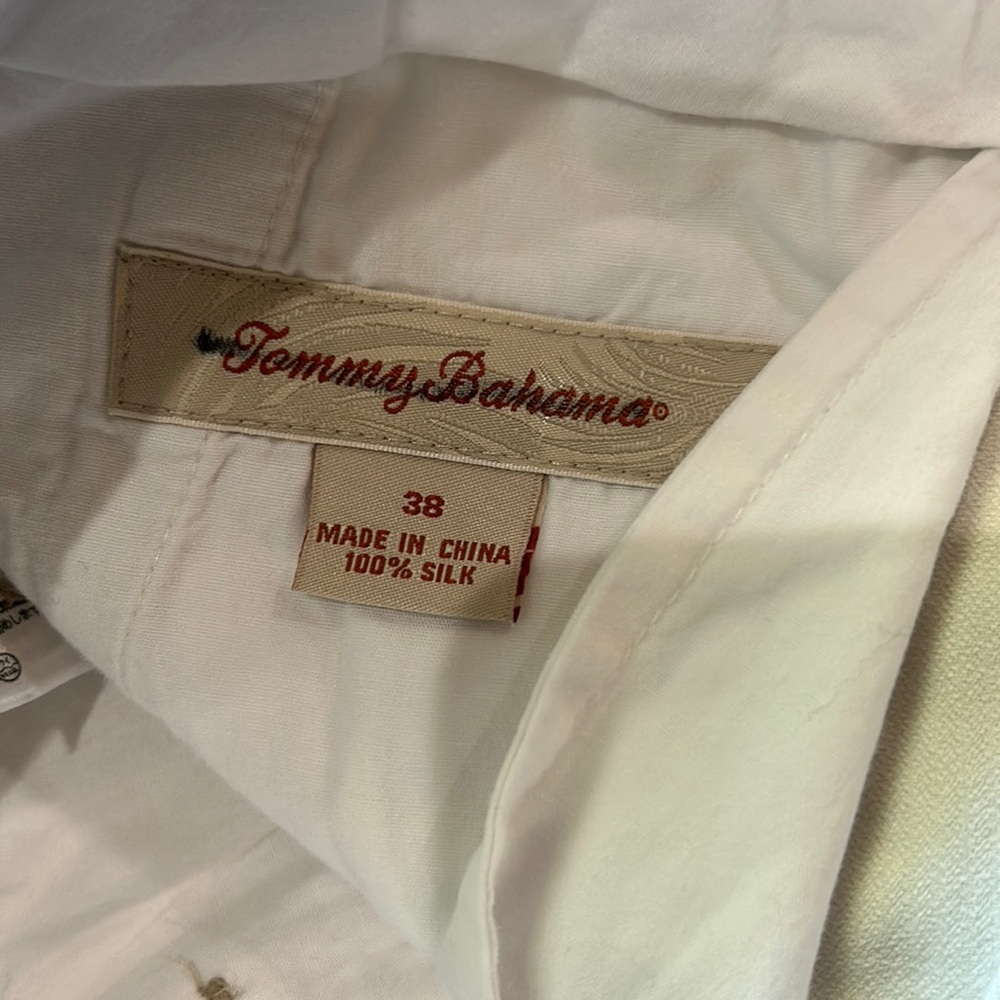 Tommy Bahama®
38
MADE IN CHINA
100% SILK